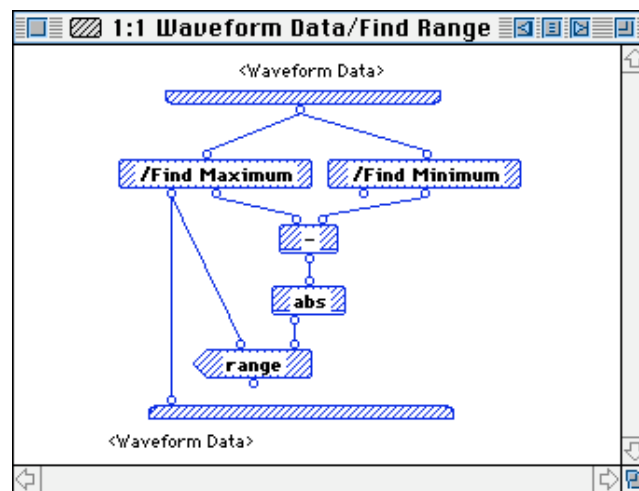 1:1 Waveform Data/Find Range
<Waveform Data>
/Find Maximum
/Find Minimum
-
abs
range
<Waveform Data>